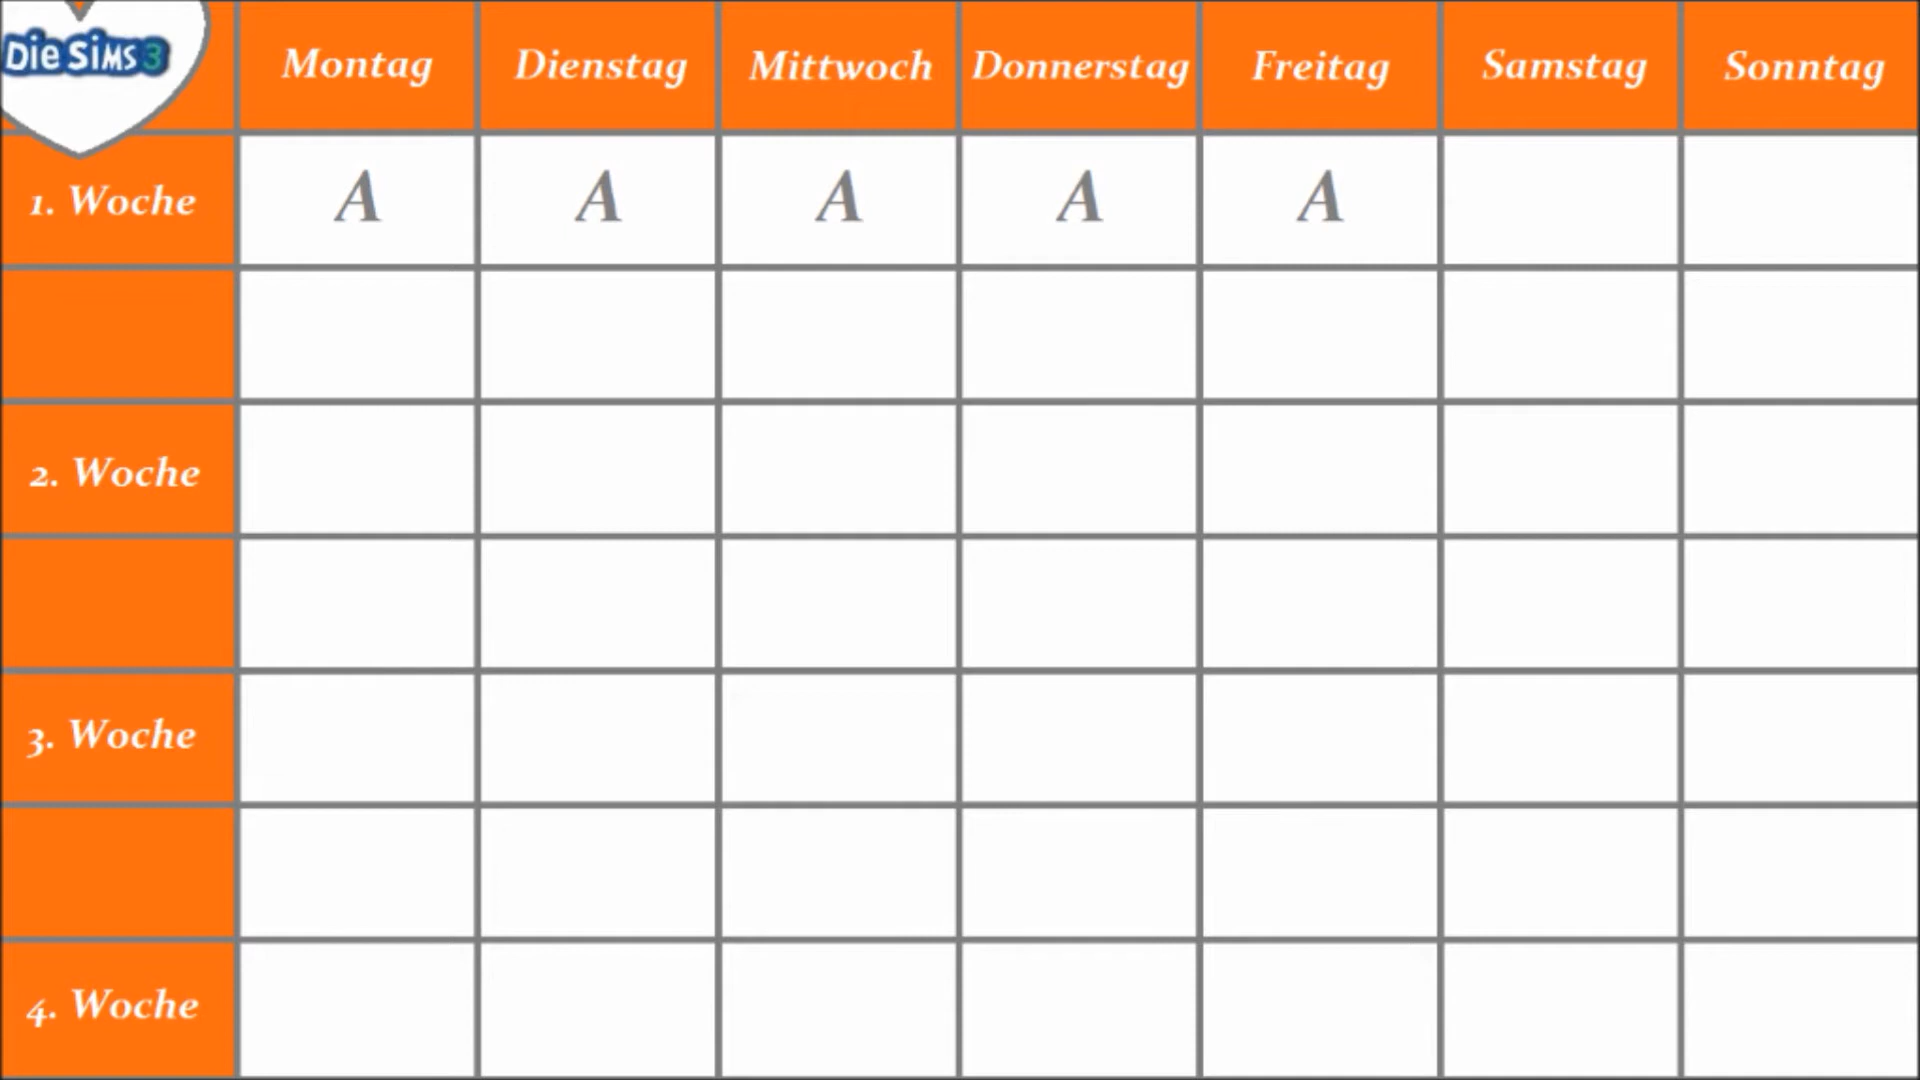 Die Sims 3
Montag Dienstag Mittwoch Donnerstag Freitag Samstag Sonntag
1. Woche A A A A A
2. Woche
3. Woche
4. Woche